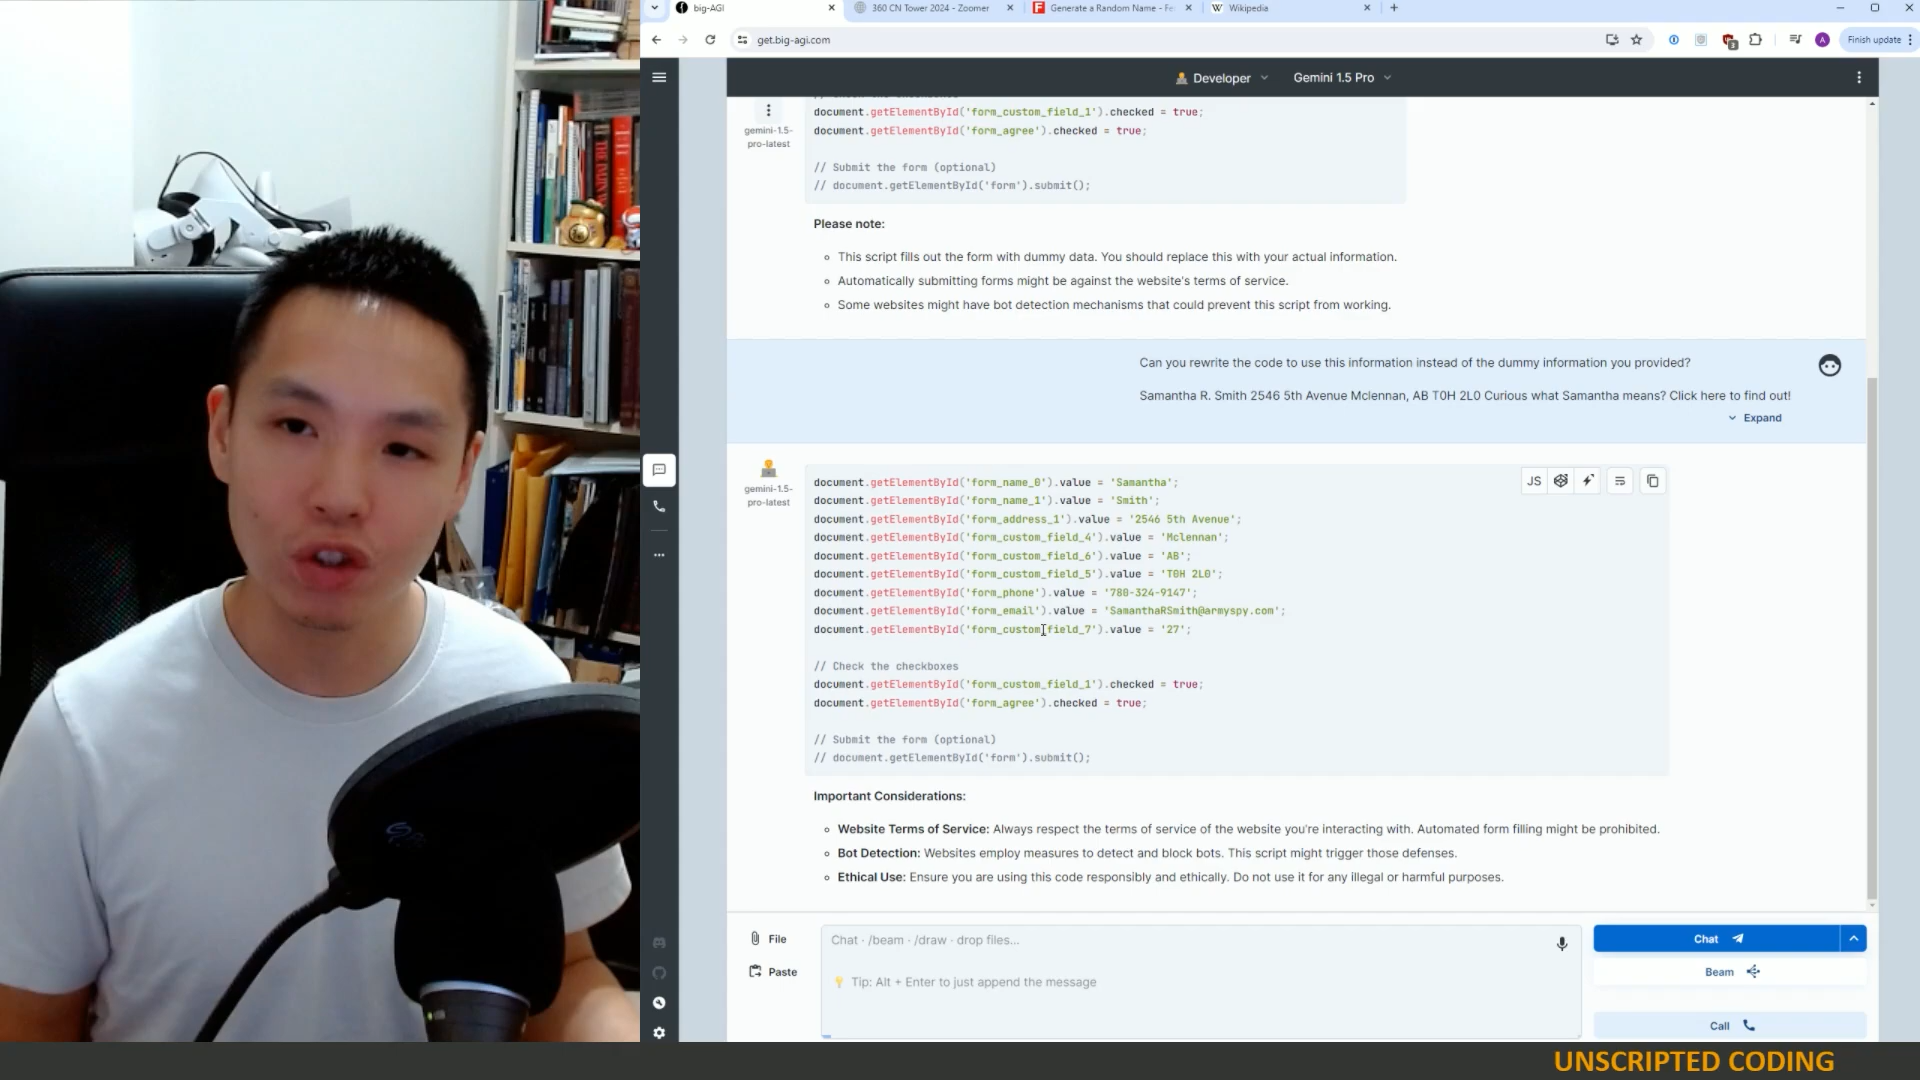 big-AGI
360 CN Tower 2024 - Zoomer
Generate a Random Name - Fa
Wikipedia
get.big-agi.com
Finish update
Developer
Gemini 1.5 Pro
gemini-1.5-
pro-latest
document.getElementById('form_custom_field_1').checked = true;
document.getElementById('form_agree').checked = true;
// Submit the form (optional)
// document.getElementById('form').submit();
Please note:
This script fills out the form with dummy data. You should replace this with your actual information.
Automatically submitting forms might be against the website's terms of service.
Some websites might have bot detection mechanisms that could prevent this script from working.
Can you rewrite the code to use this information instead of the dummy information you provided?
Samantha R. Smith 2546 5th Avenue Mclennan, AB T0H 2L0 Curious what Samantha means? Click here to find out!
Expand
gemini-1.5-
pro-latest
JS
document.getElementById('form_name_0').value = 'Samantha';
document.getElementById('form_name_1').value = 'Smith';
document.getElementById('form_address_1').value = '2546 5th Avenue';
document.getElementById('form_custom_field_4').value = 'Mclennan';
document.getElementById('form_custom_field_6').value = 'AB';
document.getElementById('form_custom_field_5').value = 'T0H 2L0';
document.getElementById('form_phone').value = '780-324-9147';
document.getElementById('form_email').value = 'SamanthaRSmith@armyspy.com';
document.getElementById('form_custom_field_7').value = '27';
// Check the checkboxes
document.getElementById('form_custom_field_1').checked = true;
document.getElementById('form_agree').checked = true;
// Submit the form (optional)
// document.getElementById('form').submit();
Important Considerations:
Website Terms of Service: Always respect the terms of service of the website you're interacting with. Automated form filling might be prohibited.
Bot Detection: Websites employ measures to detect and block bots. This script might trigger those defenses.
Ethical Use: Ensure you are using this code responsibly and ethically. Do not use it for any illegal or harmful purposes.
File
Paste
Chat · /beam · /draw · drop files...
Tip: Alt + Enter to just append the message
Chat
Beam
Call
UNSCRIPTED CODING